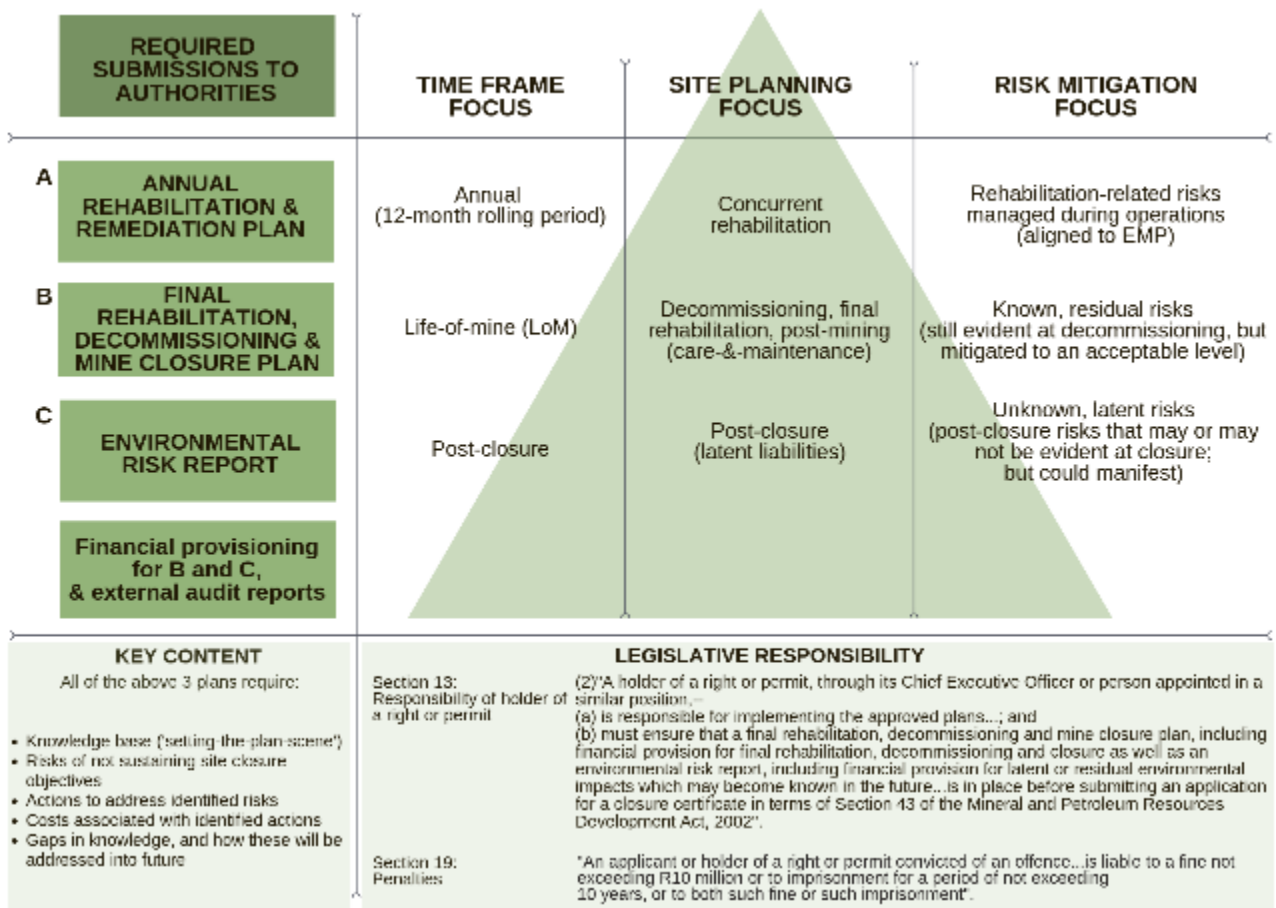 REQUIRED
SUBMISSIONS TO
AUTHORITIES
TIME FRAME
FOCUS
SITE PLANNING
FOCUS
RISK MITIGATION
FOCUS
A
ANNUAL
REHABILITATION &
REMEDIATION PLAN
Annual
(12-month rolling period)
Concurrent
rehabilitation
Rehabilitation-related risks
managed during operations
(aligned to EMP)
B
FINAL
REHABILITATION,
DECOMMISSIONING &
MINE CLOSURE PLAN
Life-of-mine (LoM)
Decommissioning, final
rehabilitation, post-mining
(care-&-maintenance)
Known, residual risks
(still evident at decommissioning, but
mitigated to an acceptable level)
C
ENVIRONMENTAL
RISK REPORT
Post-closure
Post-closure
(latent liabilities)
Unknown, latent risks
(post-closure risks that may or may
not be evident at closure;
but could manifest)
Financial provisioning
for B and C,
& external audit reports
KEY CONTENT
All of the above 3 plans require:
• Knowledge base ('setting-the-plan-scene')
• Risks of not sustaining site closure
objectives
• Actions to address identified risks
• Costs associated with identified actions
• Gaps in knowledge, and how these will be
addressed into future
LEGISLATIVE RESPONSIBILITY
Section 13:
Responsibility of holder of
a right or permit
(2)"A holder of a right or permit, through its Chief Executive Officer or person appointed in a
similar position,–
(a) is responsible for implementing the approved plans...; and
(b) must ensure that a final rehabilitation, decommissioning and mine closure plan, including
financial provision for final rehabilitation, decommissioning and closure as well as an
environmental risk report, including financial provision for latent or residual environmental
impacts which may become known in the future...is in place before submitting an application
for a closure certificate in terms of Section 43 of the Mineral and Petroleum Resources
Development Act, 2002".
Section 19:
Penalties
"An applicant or holder of a right or permit convicted of an offence...is liable to a fine not
exceeding R10 million or to imprisonment for a period of not exceeding
10 years, or to both such fine or such imprisonment".